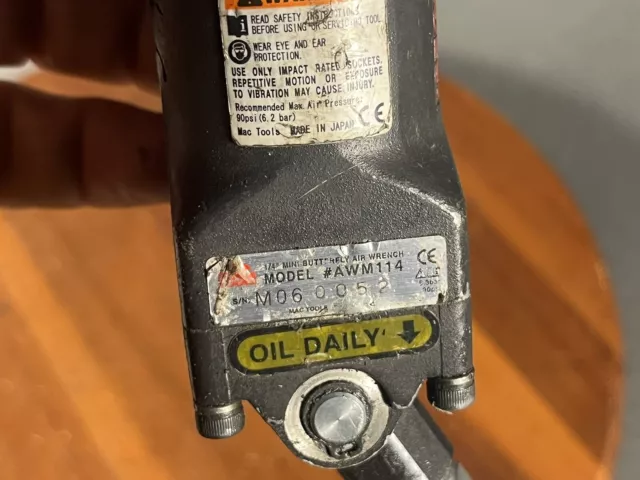 WARNING
READ SAFETY INSTRUCTIONS
BEFORE USING OR SERVICING TOOL
WEAR EYE AND EAR
PROTECTION.
USE ONLY IMPACT RATED SOCKETS.
REPETITIVE MOTION OR EXPOSURE
TO VIBRATION MAY CAUSE INJURY.
Recommended Max. Air Pressure
90psi(6.2 bar)
Mac Tools MADE IN JAPAN CE
1/4" MINI BUTTERFLY AIR WRENCH CE
MODEL #AWM114
S/N. M06 0052
MAC TOOLS
OIL DAILY